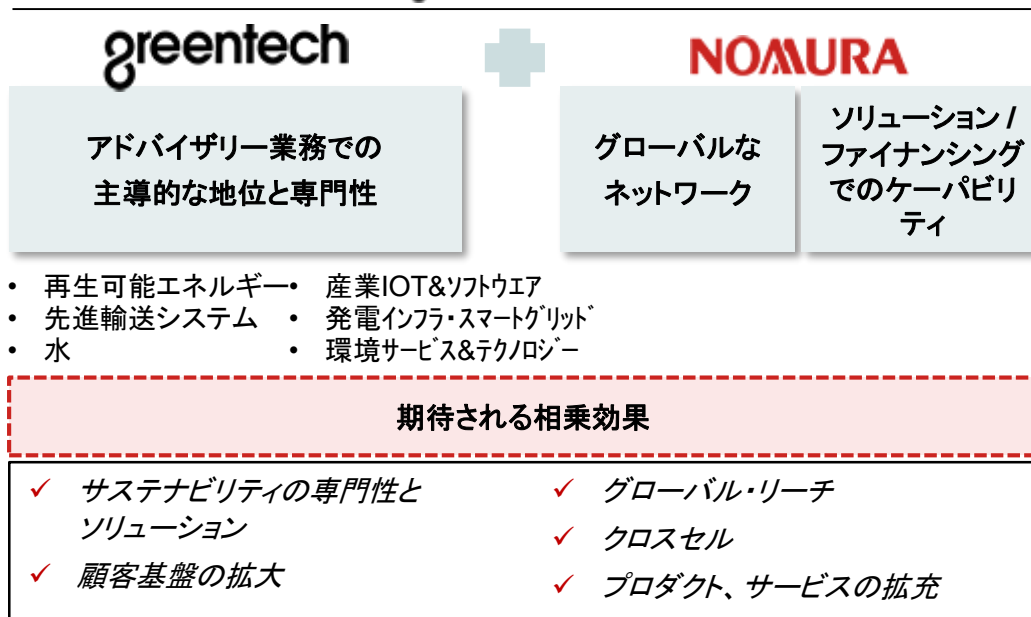 greentech
NOMURA
アドバイザリー業務での
主導的な地位と専門性
グローバルな
ネットワーク
ソリューション /
ファイナンシング
でのケーパビリ
ティ
• 再生可能エネルギー
• 先進輸送システム
• 水
• 産業IOT&ｿﾌﾄｳエア
• 発電ｲﾝﾌﾗ・ｽﾏｰﾄｸﾞﾘｯﾄﾞ
• 環境ｻｰﾋﾞｽ&ﾃｸﾉﾛｼﾞｰ
期待される相乗効果
✓ サステナビリティの専門性と
ソリューション
✓ 顧客基盤の拡大
✓ グローバル・リーチ
✓ クロスセル
✓ プロダクト、サービスの拡充